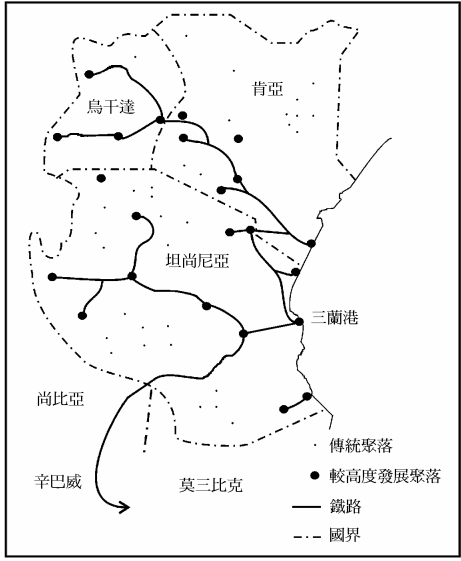 肯亞
烏干達
坦尚尼亞
三蘭港
尚比亞
辛巴威
莫三比克
傳統聚落
較高度發展聚落
鐵路
國界